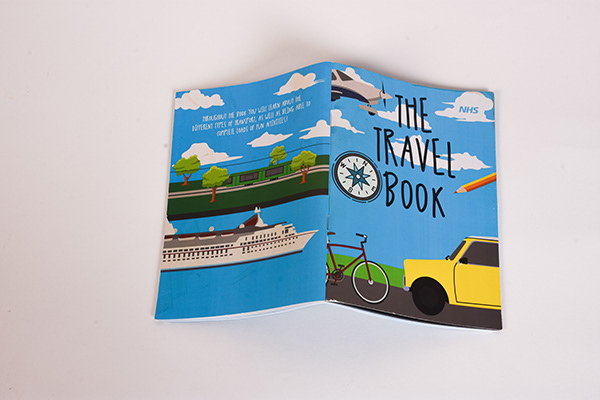 THROUGHOUT THE BOOK YOU WILL LEARN ABOUT THE
DIFFERENT TYPES OF TRANSPORT, AS WELL AS BEING ABLE TO
COMPLETE LOADS OF FUN ACTIVITIES!
NHS
THE
TRAVEL
BOOK